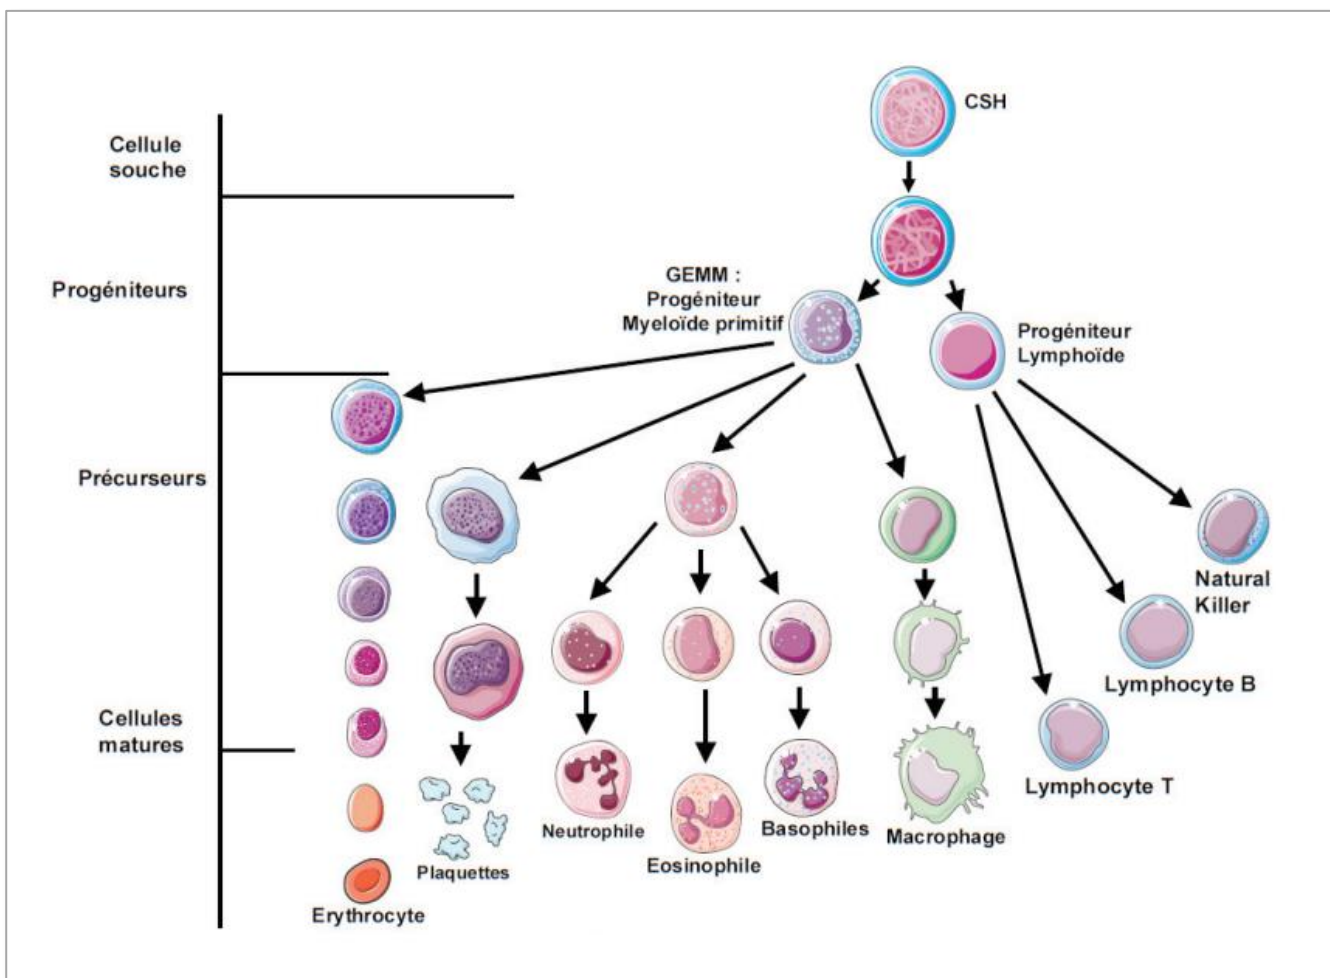 CSH
Cellule
souche
GEMM :
Progéniteur
Myeloïde primitif
Progéniteurs
Progéniteur
Lymphoïde
Précurseurs
Natural
Killer
Lymphocyte B
Cellules
matures
Lymphocyte T
Neutrophile
Basophiles
Macrophage
Eosinophile
Plaquettes
Erythrocyte